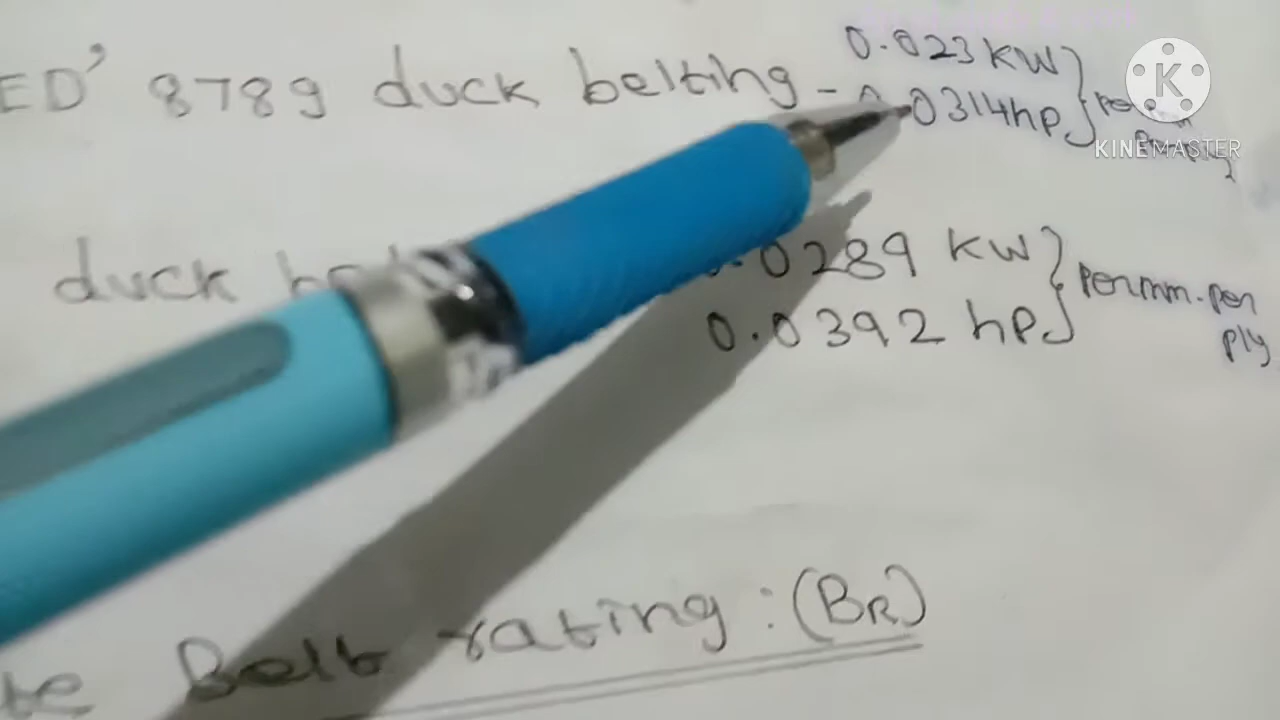 ED' 878g duck belting - 0.023 KW
0.0314 hp
KINEMASTER
duck 0.0289 KW
0.0392 hp
per mm. per
ply
Belt rating : (BR)